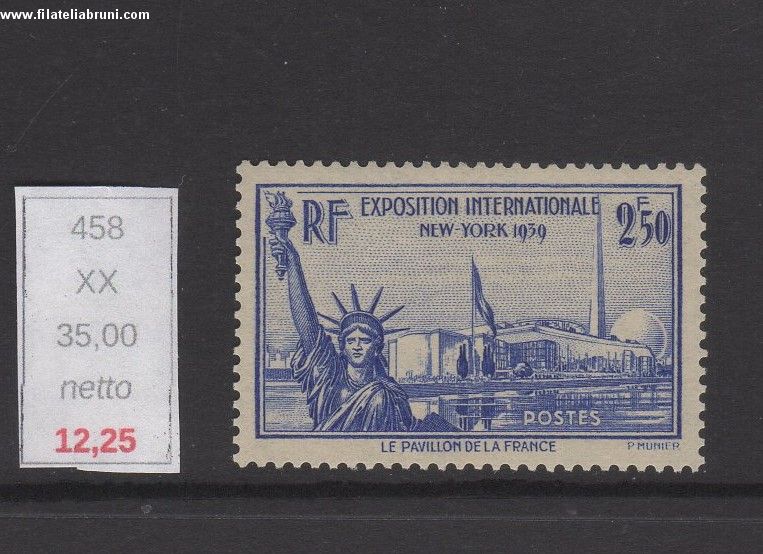 www.filateliabruni.com
458
XX
35,00
netto
12,25
RF EXPOSITION INTERNATIONALE 2F50
NEW-YORK 1939
POSTES
LE PAVILLON DE LA FRANCE P. MUNIER